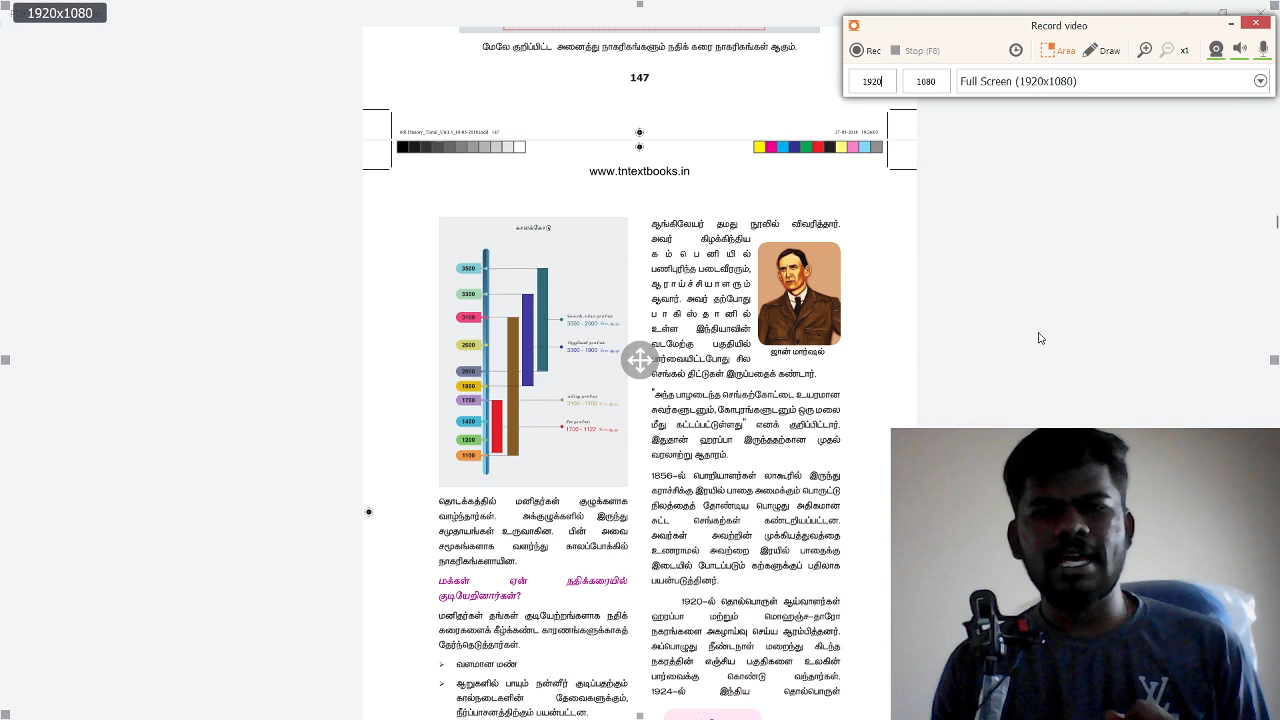 1920x1080
Record video
Rec
Stop (F8)
Area
Draw
x1
1920
1080
Full Screen (1920x1080)
மேலே குறிப்பிட்ட அனைத்து நாகரிகங்களும் நதிக் கரை நாகரிகங்கள் ஆகும்.
147
www.tntextbooks.in
காலக்கோடு
3500
3300
3100
2600
2000
1900
1700
1400
1200
1100
3500 - 2000
3300 - 1900
3100 - 1100
1700 - 1122
தொடக்கத்தில் மனிதர்கள் குழுக்களாக
வாழ்ந்தார்கள். அக்குழுக்களில் இருந்து
சமுதாயங்கள் உருவாகின. பின் அவை
சமூகங்களாக வளர்ந்து காலப்போக்கில்
நாகரிகங்களாயின.
மக்கள் ஏன் நதிக்கரையில்
குடியேறினார்கள்?
மனிதர்கள் தங்கள் குடியேற்றங்களாக நதிக்
கரைகளைக் கீழ்க்கண்ட காரணங்களுக்காகத்
தேர்ந்தெடுத்தார்கள்.
➢ வளமான மண்
➢ ஆறுகளில் பாயும் நன்னீர் குடிப்பதற்கும்
கால்நடைகளின் தேவைகளுக்கும்,
நீர்ப்பாசனத்திற்கும் பயன்பட்டன.
ஆங்கிலேயர் தமது நூலில் விவரித்தார்.
அவர் கிழக்கிந்திய
கம்பெனியில்
பணிபுரிந்த படைவீரரும்,
ஆராய்ச்சியாளரும்
ஆவார். அவர் தற்போது
பாகிஸ்தானில்
உள்ள இந்தியாவின்
வடமேற்கு பகுதியில்
பார்வையிட்டபோது சில
செங்கல் திட்டுகள் இருப்பதைக் கண்டார்.
ஜான் மார்ஷல்
"அந்த பாழடைந்த செங்கற்கோட்டை உயரமான
சுவர்களுடனும், கோபுரங்களுடனும் ஒரு மலை
மீது கட்டப்பட்டுள்ளது" எனக் குறிப்பிட்டார்.
இதுதான் ஹரப்பா இருந்ததற்கான முதல்
வரலாற்று ஆதாரம்.
1856–ல் பொறியாளர்கள் லாகூரில் இருந்து
கராச்சிக்கு இரயில் பாதை அமைக்கும் பொருட்டு
நிலத்தைத் தோண்டிய பொழுது அதிகமான
சுட்ட செங்கற்கள் கண்டறியப்பட்டன.
அவர்கள் அவற்றின் முக்கியத்துவத்தை
உணராமல் அவற்றை இரயில் பாதைக்கு
இடையில் போடப்படும் கற்களுக்குப் பதிலாக
பயன்படுத்தினர்.
1920–ல் தொல்பொருள் ஆய்வாளர்கள்
ஹரப்பா மற்றும் மொஹஞ்ச–தாரோ
நகரங்களை அகழாய்வு செய்ய ஆரம்பித்தனர்.
அப்பொழுது நீண்டநாள் மறைந்து கிடந்த
நகரத்தின் எஞ்சிய பகுதிகளை உலகின்
பார்வைக்கு கொண்டு வந்தார்கள்.
1924–ல் இந்திய தொல்பொருள்